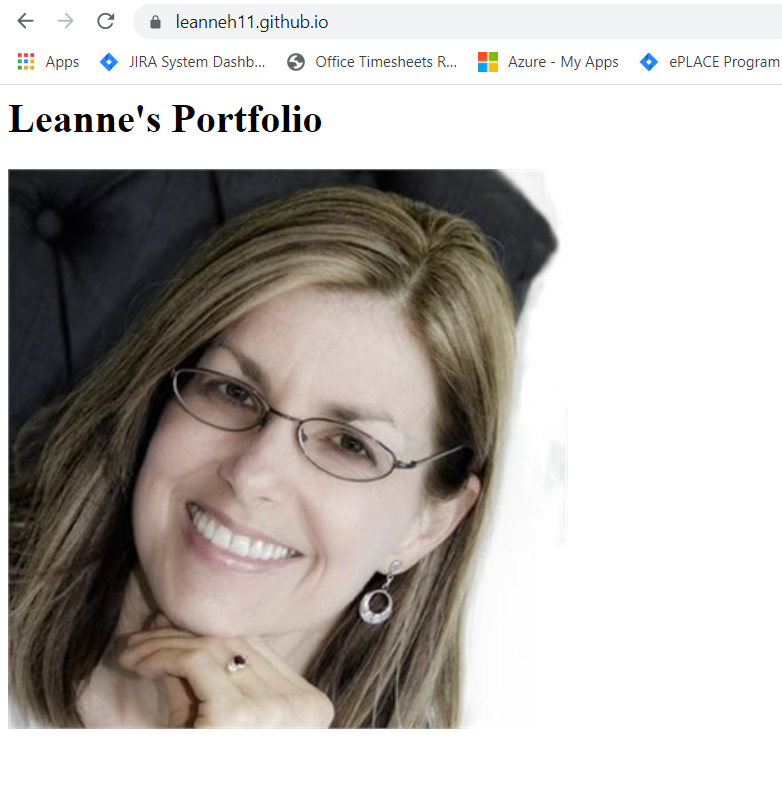 leanneh11.github.io
Apps JIRA System Dashb... Office Timesheets R... Azure - My Apps ePLACE Program
Leanne's Portfolio